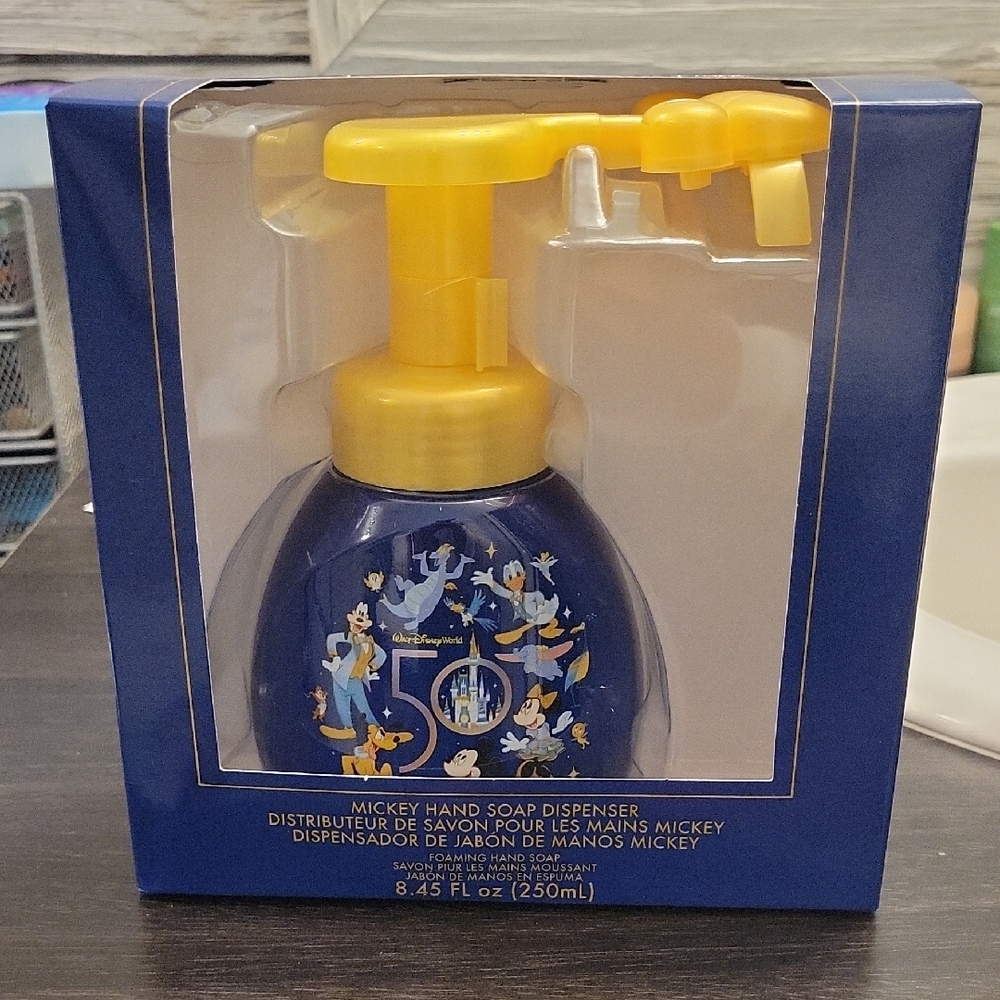 Walt Disney World
50
MICKEY HAND SOAP DISPENSER
DISTRIBUTEUR DE SAVON POUR LES MAINS MICKEY
DISPENSADOR DE JABÓN DE MANOS MICKEY
FOAMING HAND SOAP
SAVON PIUR LES MAINS MOUSSANT
JABÓN DE MANOS EN ESPUMA
8.45 FL oz (250mL)